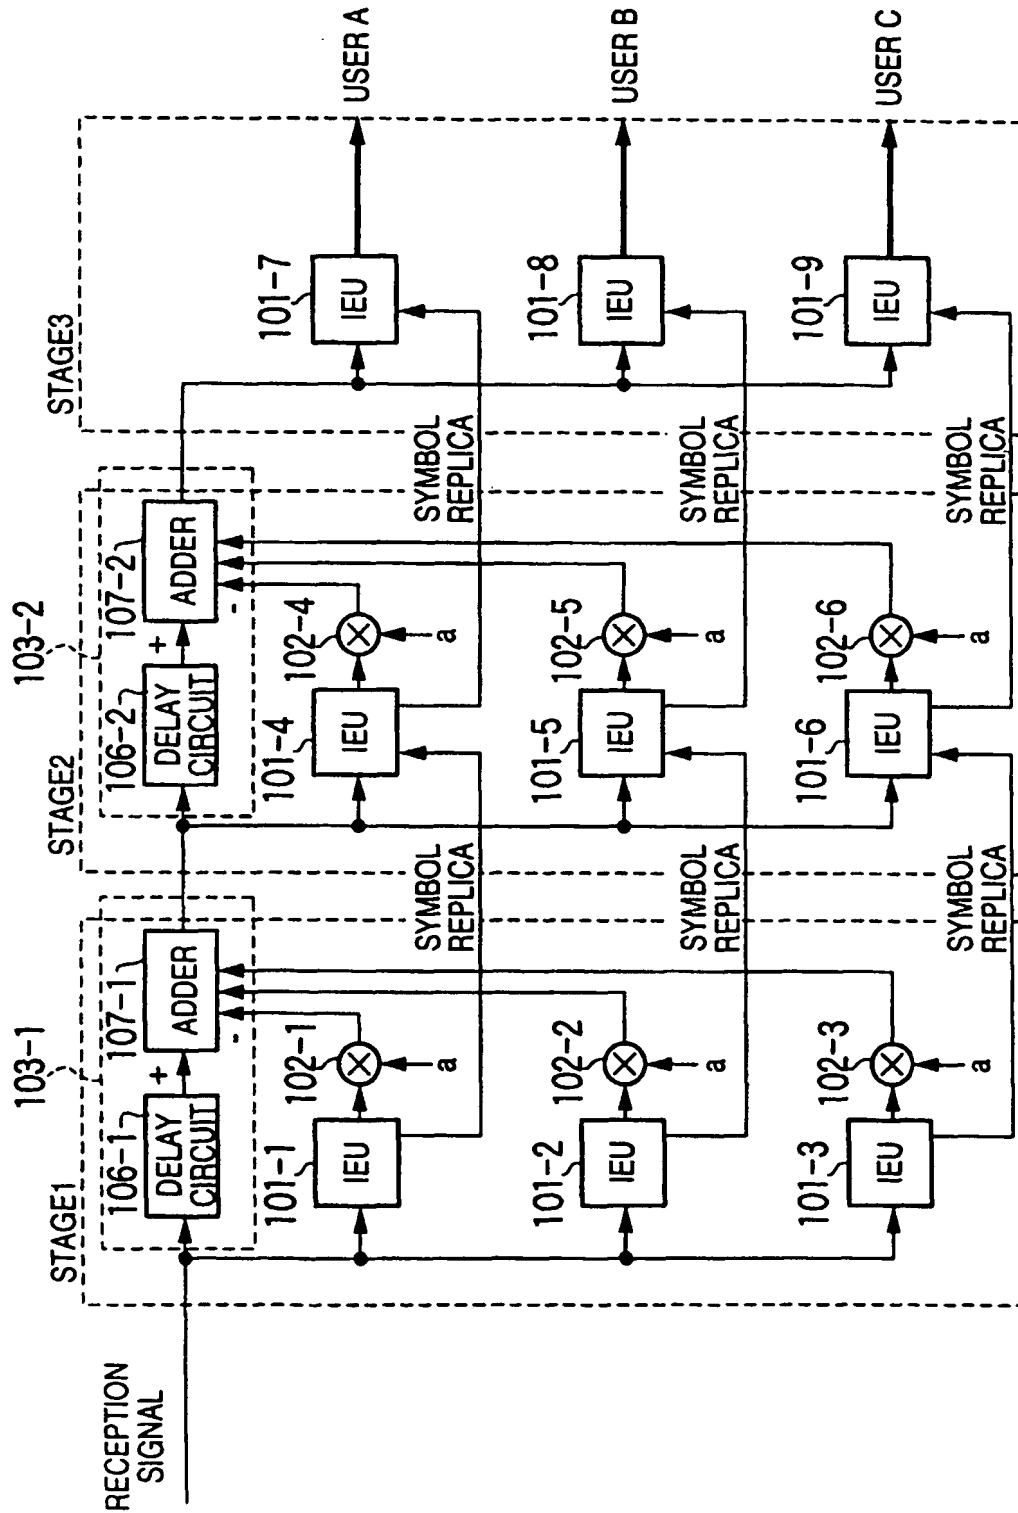 RECEPTION
SIGNAL
STAGE1
103-1
106-1
DELAY
CIRCUIT
+
107-1
ADDER
-
101-1
IEU
102-1
a
SYMBOL
REPLICA
101-2
IEU
102-2
a
SYMBOL
REPLICA
101-3
IEU
102-3
a
SYMBOL
REPLICA
STAGE2
103-2
106-2
DELAY
CIRCUIT
+
107-2
ADDER
-
101-4
IEU
102-4
a
SYMBOL
REPLICA
101-5
IEU
102-5
a
SYMBOL
REPLICA
101-6
IEU
102-6
a
SYMBOL
REPLICA
STAGE3
101-7
IEU
USER A
101-8
IEU
USER B
101-9
IEU
USER C